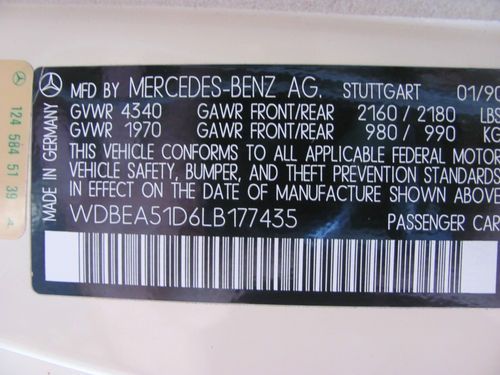 MFD BY MERCEDES-BENZ AG. STUTTGART 01/90
GVWR 4340 GAWR FRONT/REAR 2160/2180 LBS
GVWR 1970 GAWR FRONT/REAR 980/990 KG
THIS VEHICLE CONFORMS TO ALL APPLICABLE FEDERAL MOTOR
VEHICLE SAFETY, BUMPER, AND THEFT PREVENTION STANDARDS
IN EFFECT ON THE DATE OF MANUFACTURE SHOWN ABOVE.
WDBEA51D6LB177435 PASSENGER CAR
MADE IN GERMANY
124 584 51 39 4